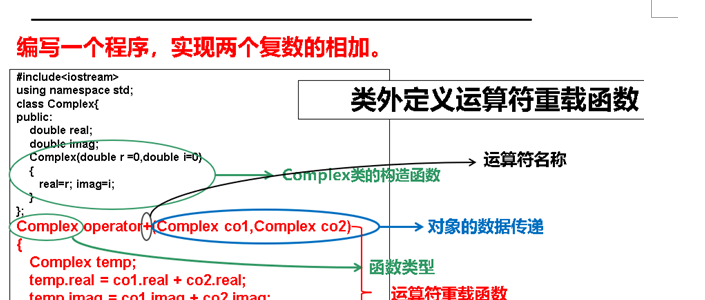 编写一个程序，实现两个复数的相加。
#include<iostream>
using namespace std;
class Complex{
public:
double real;
double imag;
Complex(double r =0,double i=0)
{
real=r; imag=i;
}
};
Complex operator+(Complex co1,Complex co2)
{
Complex temp;
temp.real = co1.real + co2.real;
temp.imag = co1.imag + co2.imag;
类外定义运算符重载函数
运算符名称
Complex类的构造函数
对象的数据传递
函数类型
运算符重载函数